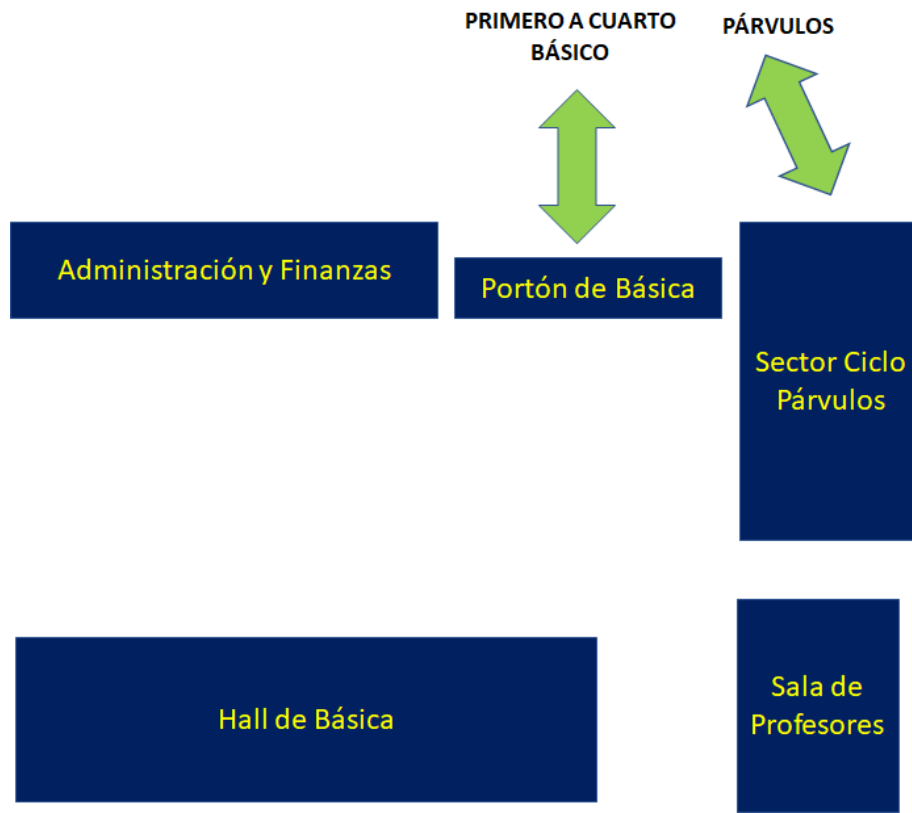 PRIMERO A CUARTO
BÁSICO
PÁRVULOS
Administración y Finanzas
Portón de Básica
Sector Ciclo
Párvulos
Hall de Básica
Sala de
Profesores